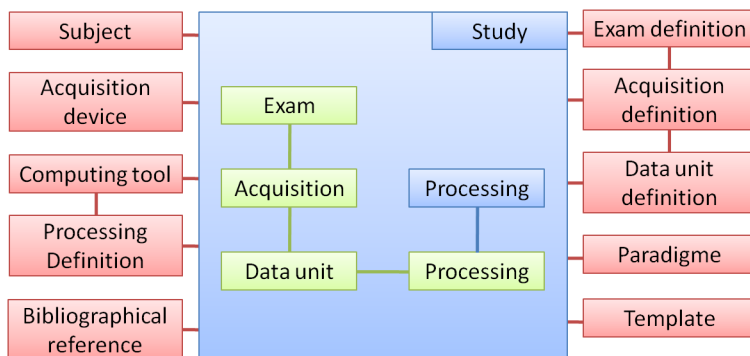 Subject
Acquisition
device
Computing tool
Processing
Definition
Bibliographical
reference
Study
Exam
Acquisition
Data unit
Processing
Processing
Exam definition
Acquisition
definition
Data unit
definition
Paradigme
Template